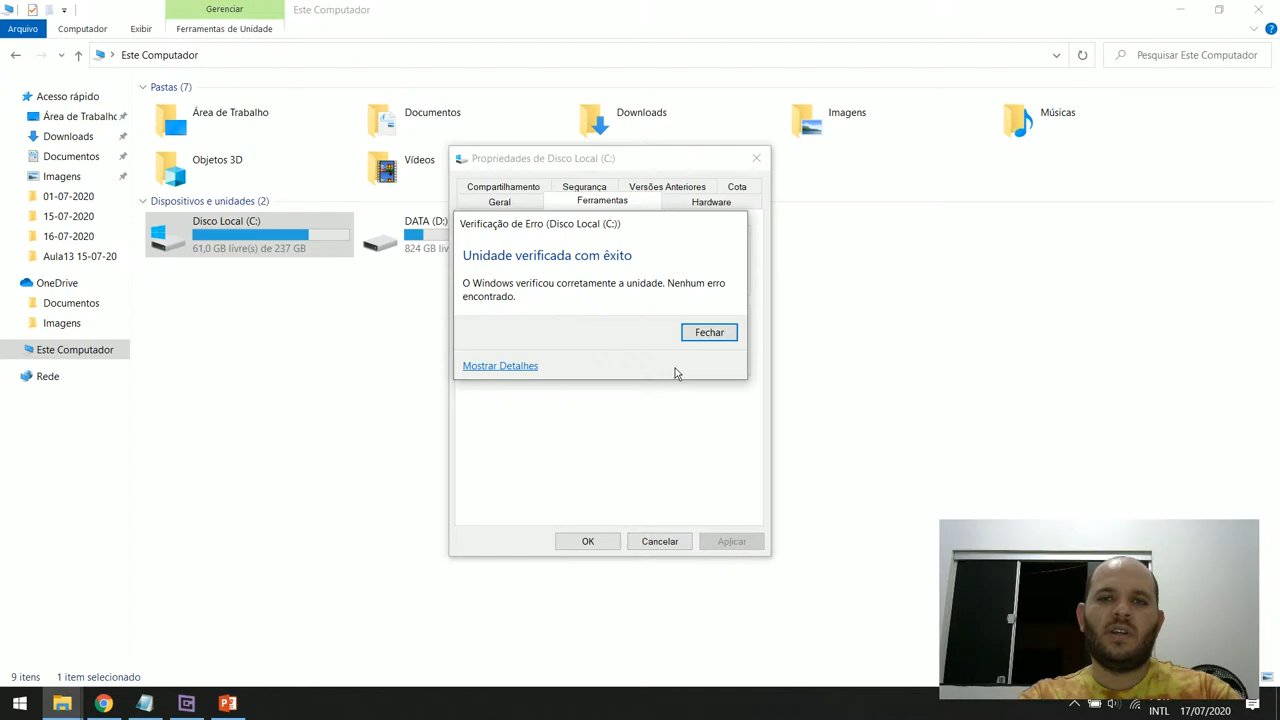 Gerenciar
Este Computador
Arquivo
Computador
Exibir
Ferramentas de Unidade
Este Computador
Pesquisar Este Computador
Acesso rápido
Área de Trabalho
Downloads
Documentos
Imagens
01-07-2020
15-07-2020
16-07-2020
Aula13 15-07-20
OneDrive
Documentos
Imagens
Este Computador
Rede
Pastas (7)
Área de Trabalho
Documentos
Downloads
Imagens
Músicas
Objetos 3D
Vídeos
Dispositivos e unidades (2)
Disco Local (C:)
61,0 GB livre(s) de 237 GB
DATA (D:)
824 GB livr
Propriedades de Disco Local (C:)
Compartilhamento
Segurança
Versões Anteriores
Cota
Geral
Ferramentas
Hardware
Verificação de Erro (Disco Local (C:))
Unidade verificada com êxito
O Windows verificou corretamente a unidade. Nenhum erro
encontrado.
Fechar
Mostrar Detalhes
OK
Cancelar
Aplicar
9 itens
1 item selecionado
INTL
17/07/2020